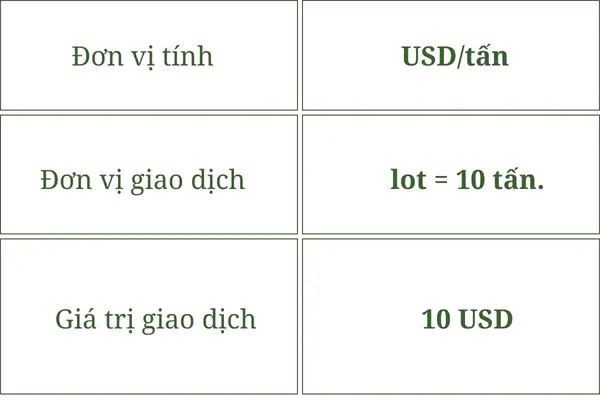 Đơn vị tính
USD/tấn
Đơn vị giao dịch
lot = 10 tấn.
Giá trị giao dịch
10 USD